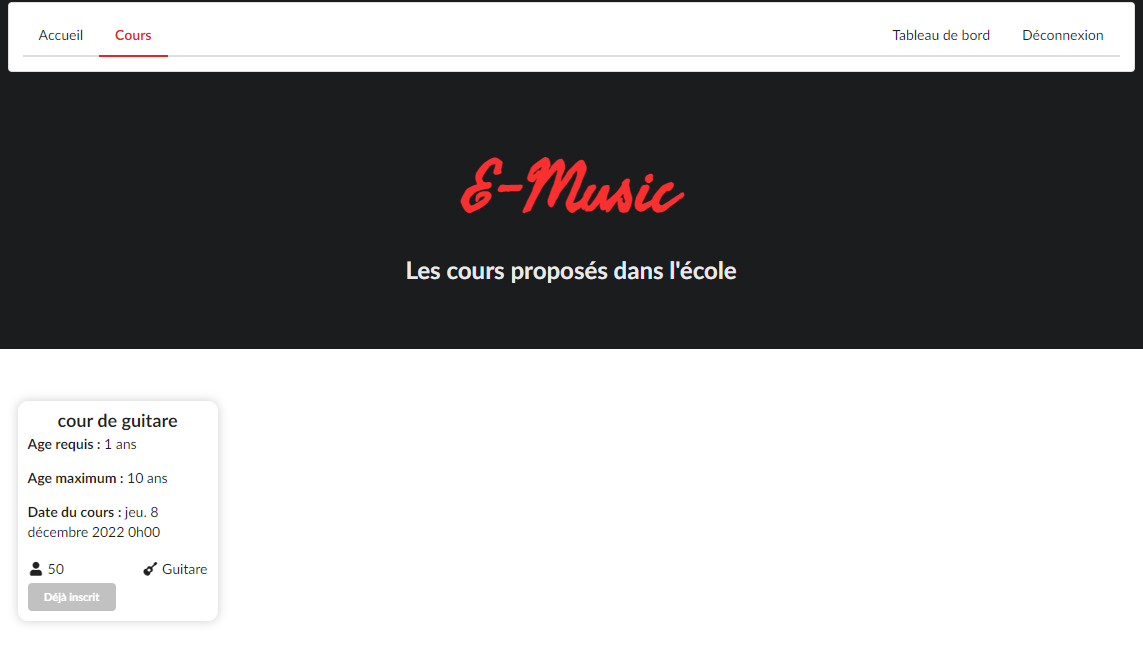 Accueil Cours Tableau de bord Déconnexion
E-Music
Les cours proposés dans l'école
cour de guitare
Age requis : 1 ans
Age maximum : 10 ans
Date du cours : jeu. 8
décembre 2022 0h00
50 Guitare
Déjà inscrit